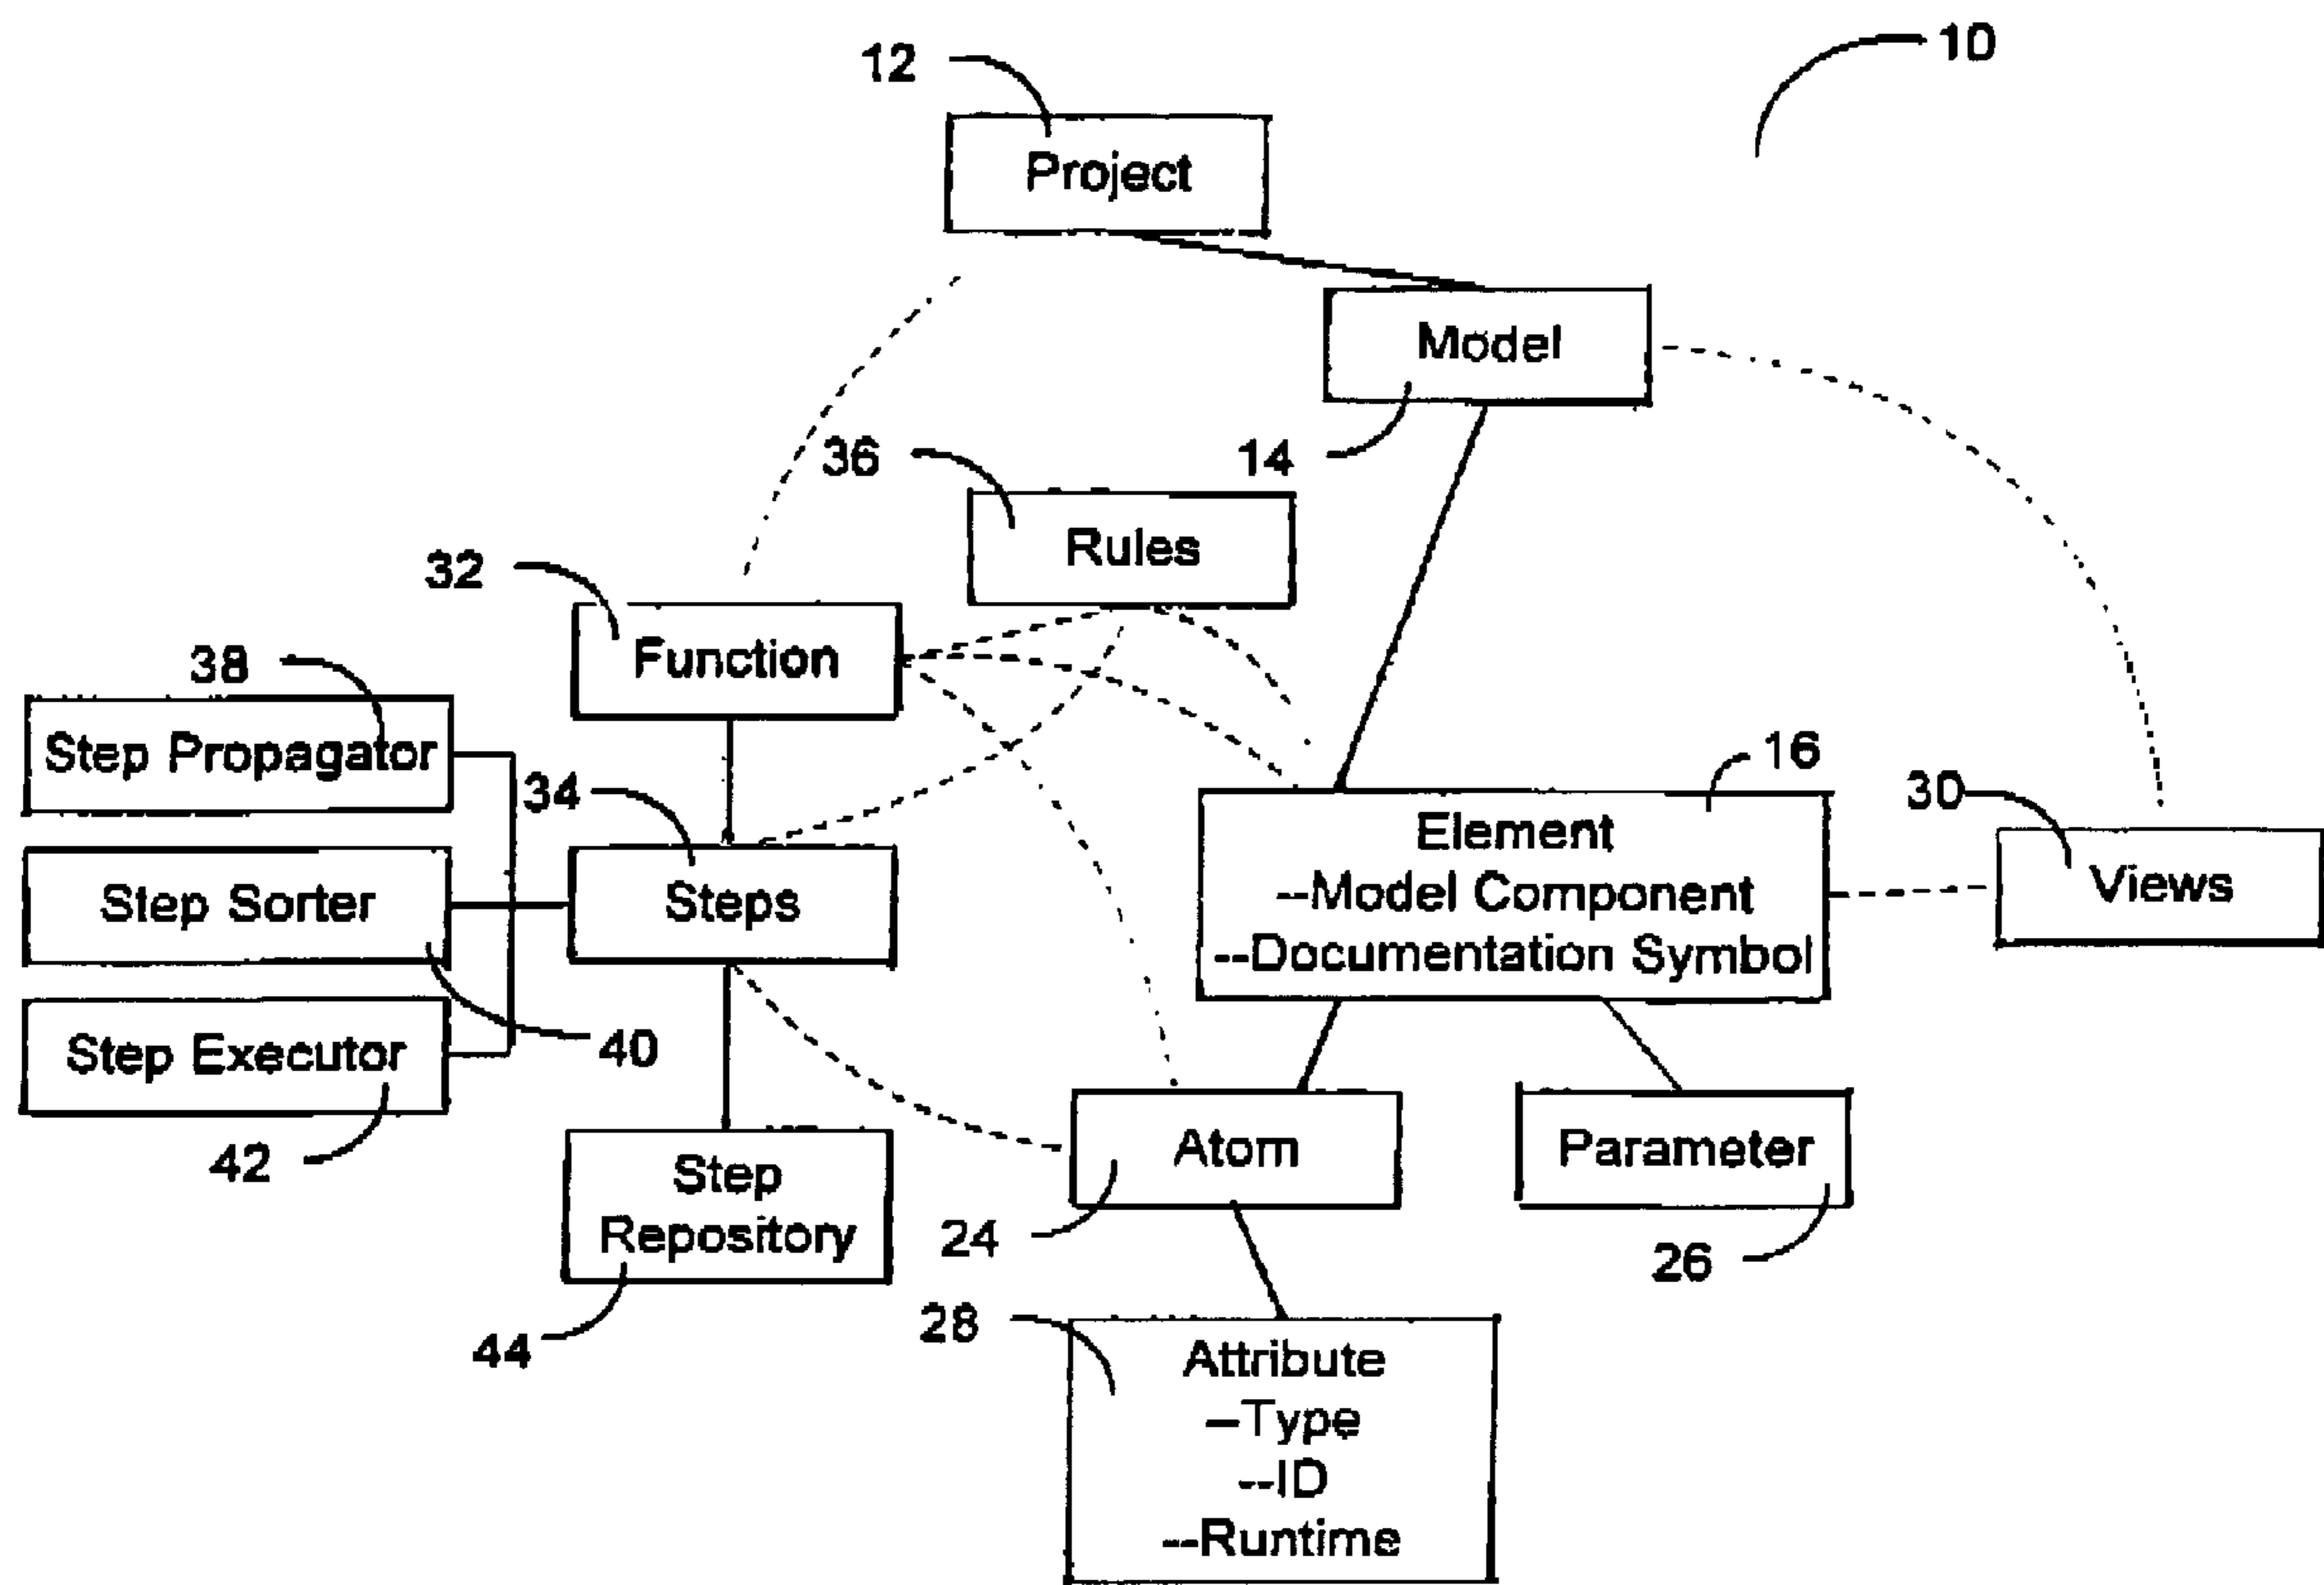 10
12
Project
Model
14
36
Rules
32
Function
38
Step Propagator
34
Steps
Step Sorter
40
Step Executor
42
Step
Repository
44
16
Element
--Model Component
--Documentation Symbol
30
Views
Atom
24
Parameter
26
28
Attribute
--Type
--ID
--Runtime